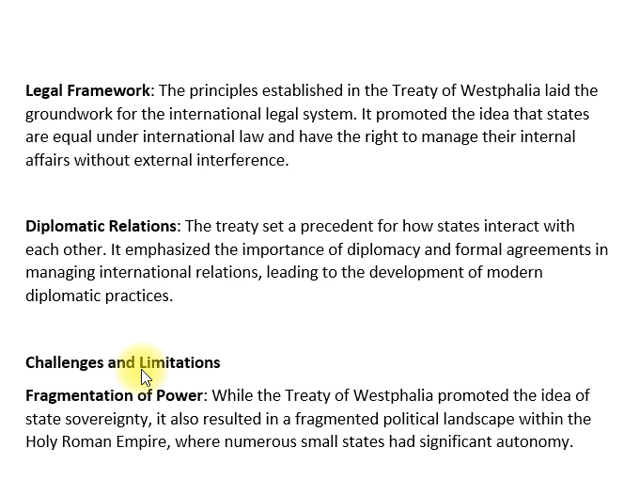 Legal Framework: The principles established in the Treaty of Westphalia laid the
groundwork for the international legal system. It promoted the idea that states
are equal under international law and have the right to manage their internal
affairs without external interference.
Diplomatic Relations: The treaty set a precedent for how states interact with
each other. It emphasized the importance of diplomacy and formal agreements in
managing international relations, leading to the development of modern
diplomatic practices.
Challenges and Limitations
Fragmentation of Power: While the Treaty of Westphalia promoted the idea of
state sovereignty, it also resulted in a fragmented political landscape within the
Holy Roman Empire, where numerous small states had significant autonomy.